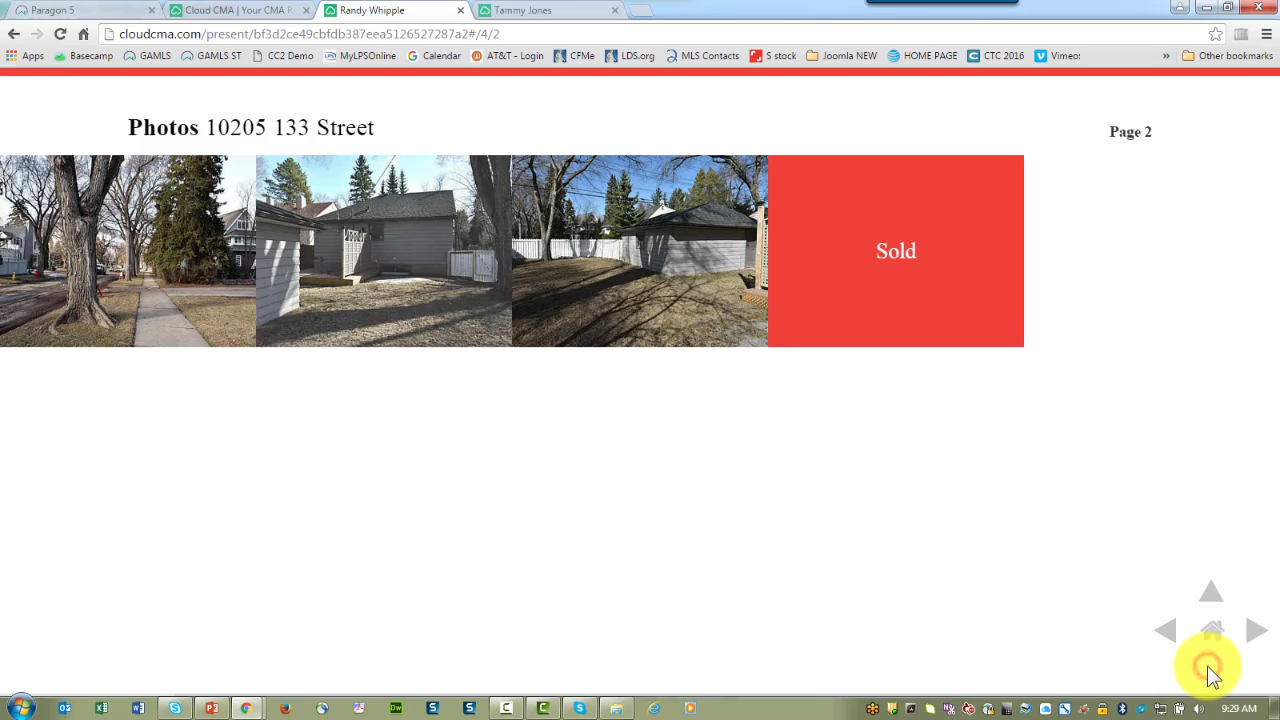 Paragon 5
Cloud CMA | Your CMA R
Randy Whipple
Tammy Jones
cloudcma.com/present/bf3d2ce49cbfdb387eea5126527287a2#/4/2
Apps
Basecamp
GAMLS
GAMLS ST
CC2 Demo
MyLPSOnline
Calendar
AT&T - Login
CFMe
LDS.org
MLS Contacts
S stock
Joomla NEW
HOME PAGE
CTC 2016
Vimeo:
»
Other bookmarks
Photos 10205 133 Street
Page 2
Sold
9:29 AM